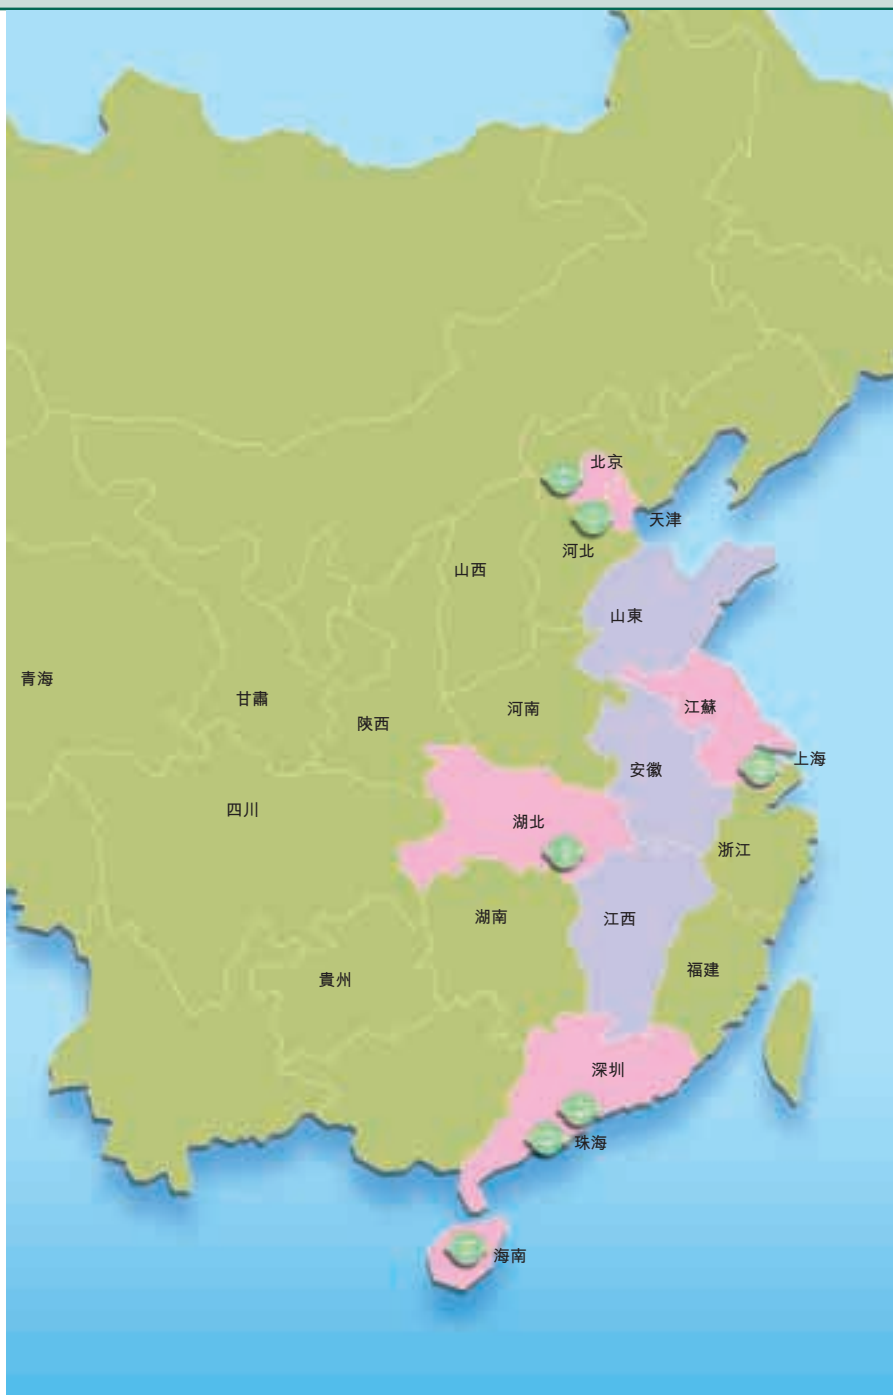 北京
天津
河北
山西
山東
青海
甘肅
陝西
河南
江蘇
安徽
上海
四川
湖北
浙江
湖南
江西
貴州
福建
深圳
珠海
海南